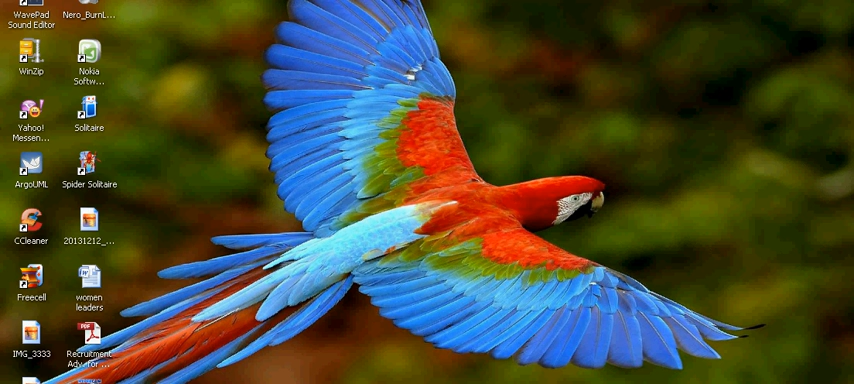 WavePad
Sound Editor
Nero_BurnL...
WinZip
Nokia
Softw...
Yahoo!
Messen...
Solitaire
ArgoUML
Spider Solitaire
CCleaner
20131212_...
Freecell
women
leaders
IMG_3333
PDF
Recruitment
Adv. for ...